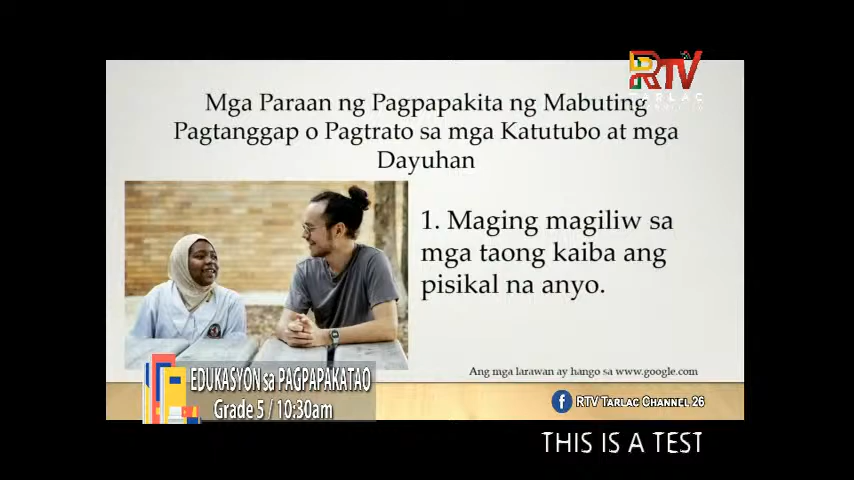 RTV
TARLAC
Mga Paraan ng Pagpapakita ng Mabuting
Pagtanggap o Pagtrato sa mga Katutubo at mga
Dayuhan
1. Maging magiliw sa
mga taong kaiba ang
pisikal na anyo.
Ang mga larawan ay hango sa www.google.com
EDUKASYON sa PAGPAPAKATAO
Grade 5 / 10:30am
f RTV TARLAC CHANNEL 26
THIS IS A TEST